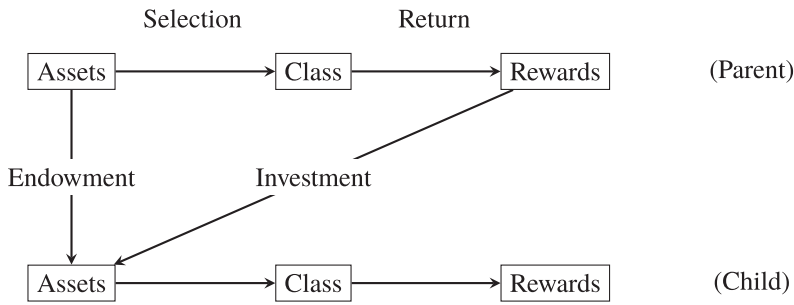 Selection Return
Assets Class Rewards (Parent)
Endowment Investment
Assets Class Rewards (Child)